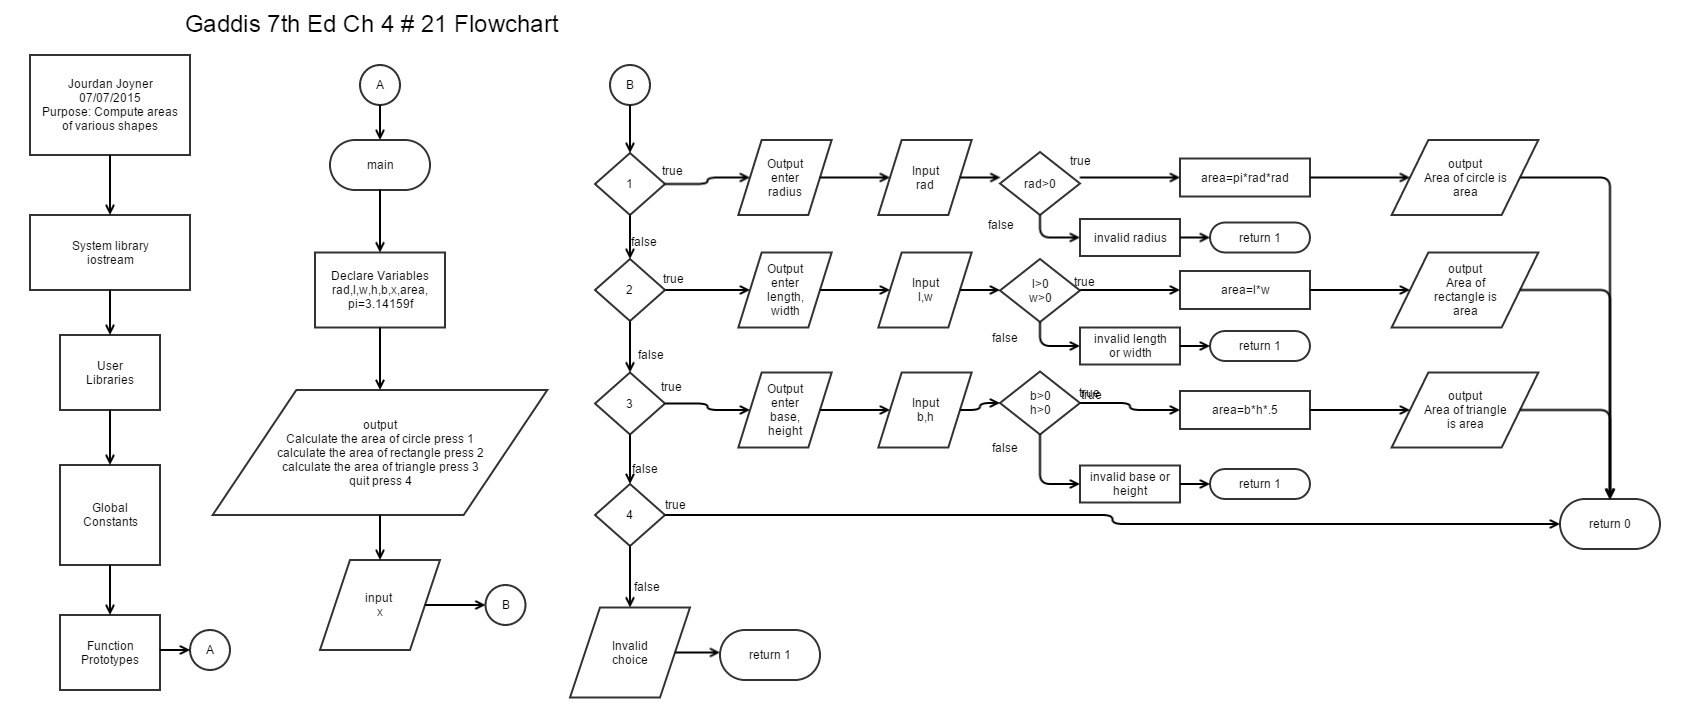 Gaddis 7th Ed Ch 4 # 21 Flowchart
Jourdan Joyner
07/07/2015
Purpose: Compute areas
of various shapes
System library
iostream
User
Libraries
Global
Constants
Function
Prototypes
A
A
main
Declare Variables
rad,l,w,h,b,x,area,
pi=3.14159f
output
Calculate the area of circle press 1
calculate the area of rectangle press 2
calculate the area of triangle press 3
quit press 4
input
x
B
B
1
true
Output
enter
radius
Input
rad
rad>0
true
area=pi*rad*rad
output
Area of circle is
area
false
invalid radius
return 1
false
2
true
Output
enter
length,
width
Input
l,w
l>0
w>0
true
area=l*w
output
Area of
rectangle is
area
false
invalid length
or width
return 1
false
3
true
Output
enter
base,
height
Input
b,h
b>0
h>0
true
true
area=b*h*.5
output
Area of triangle
is area
false
invalid base or
height
return 1
false
4
true
return 0
false
Invalid
choice
return 1